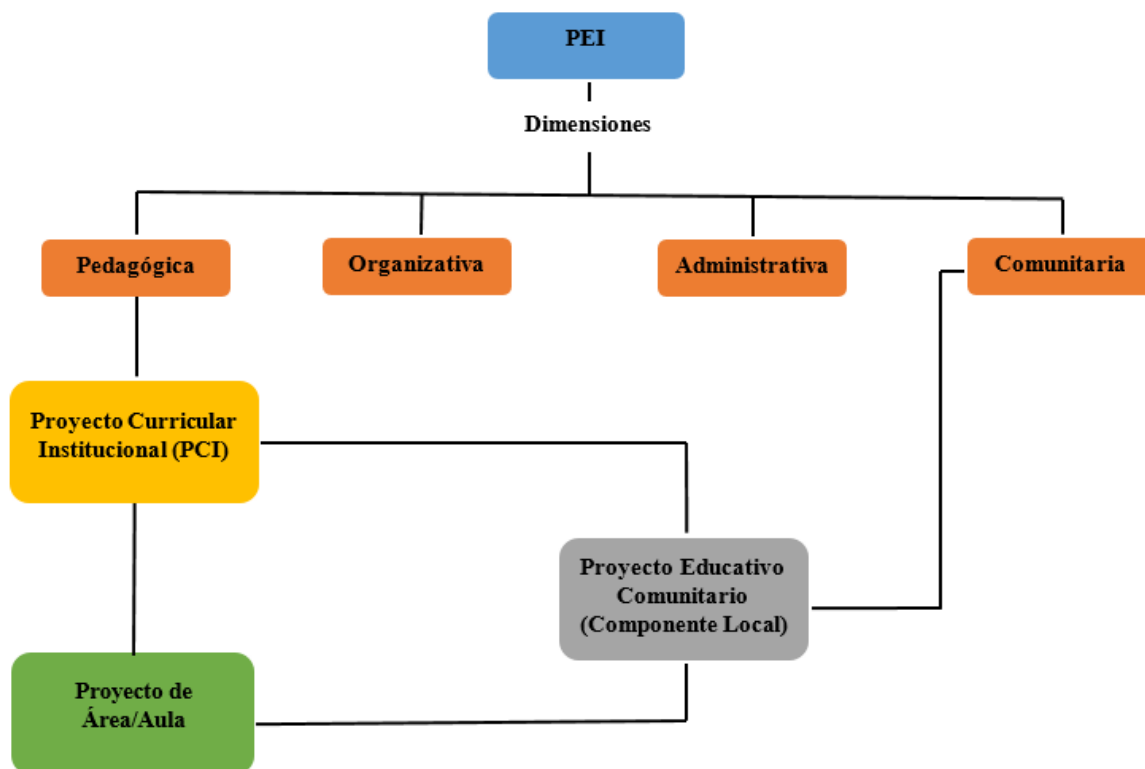 PEI
Dimensiones
Pedagógica
Organizativa
Administrativa
Comunitaria
Proyecto Curricular
Institucional (PCI)
Proyecto Educativo
Comunitario
(Componente Local)
Proyecto de
Área/Aula